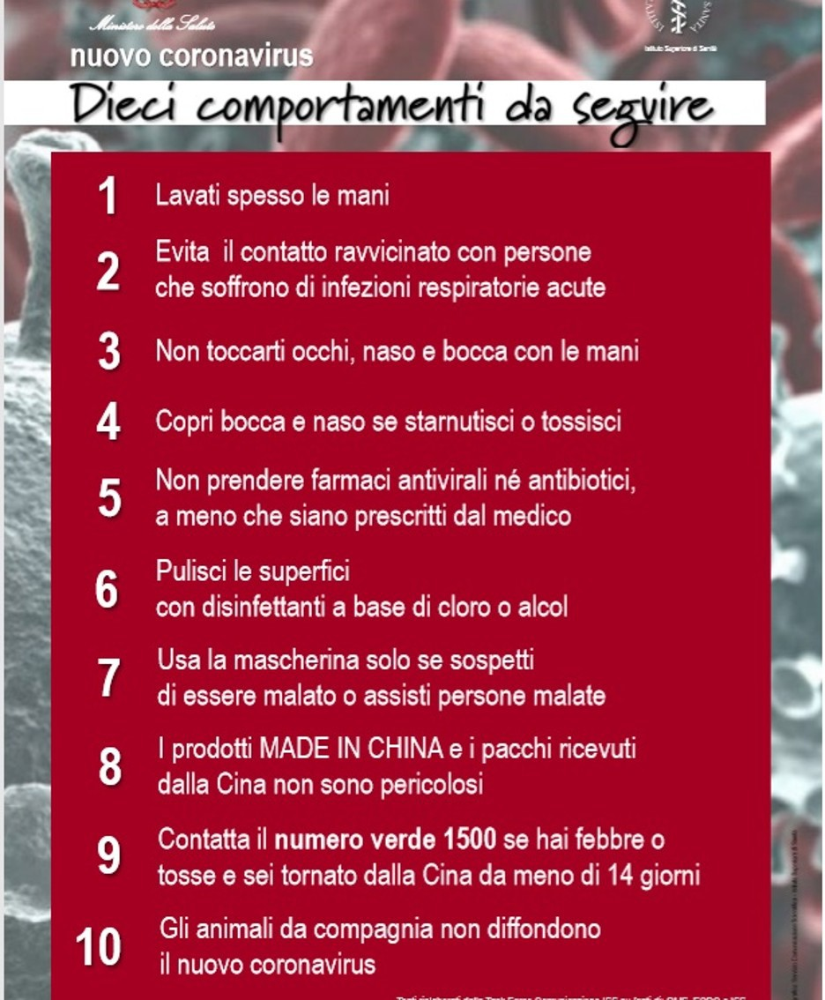 Ministero della Salute
Istituto Superiore di Sanità
nuovo coronavirus
Dieci comportamenti da seguire
1 Lavati spesso le mani
2 Evita il contatto ravvicinato con persone
che soffrono di infezioni respiratorie acute
3 Non toccarti occhi, naso e bocca con le mani
4 Copri bocca e naso se starnutisci o tossisci
5 Non prendere farmaci antivirali né antibiotici,
a meno che siano prescritti dal medico
6 Pulisci le superfici
con disinfettanti a base di cloro o alcol
7 Usa la mascherina solo se sospetti
di essere malato o assisti persone malate
8 I prodotti MADE IN CHINA e i pacchi ricevuti
dalla Cina non sono pericolosi
9 Contatta il numero verde 1500 se hai febbre o
tosse e sei tornato dalla Cina da meno di 14 giorni
10 Gli animali da compagnia non diffondono
il nuovo coronavirus